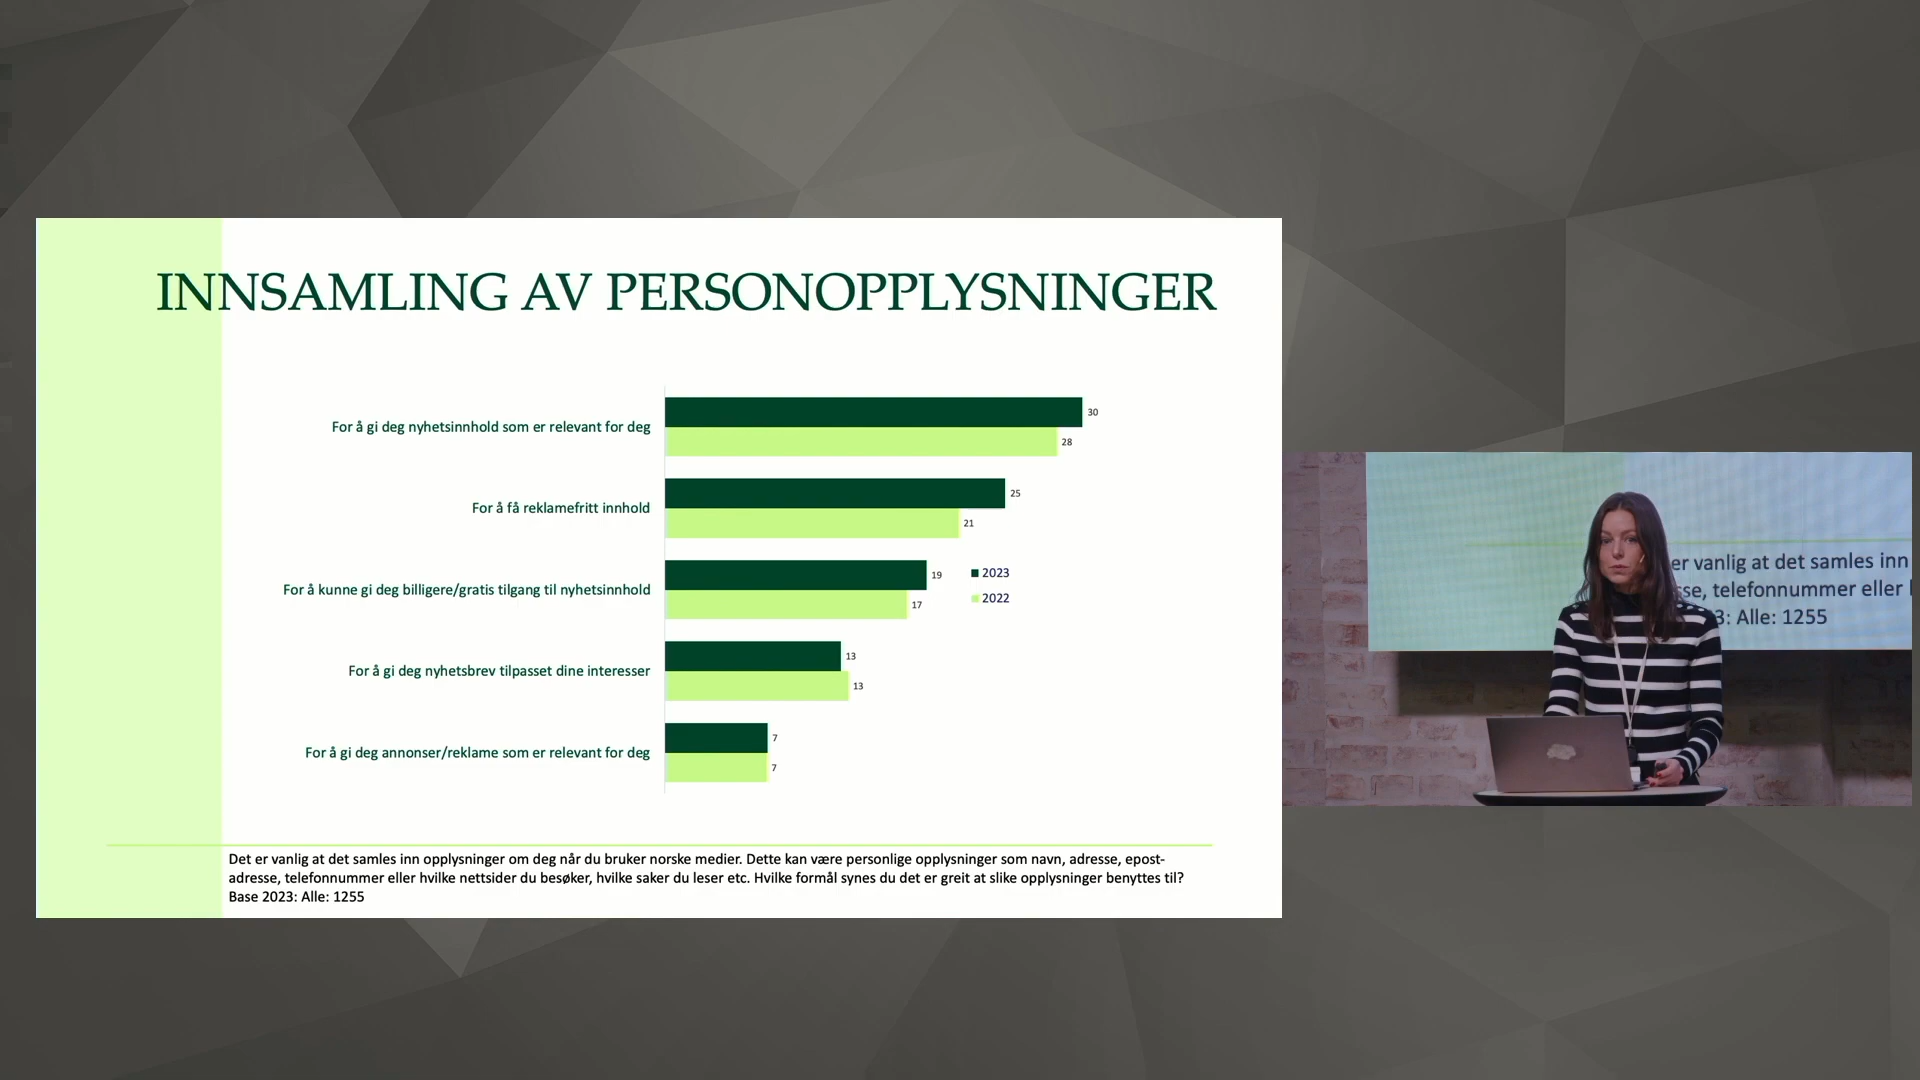 INNSAMLING AV PERSONOPPLYSNINGER
For å gi deg nyhetsinnhold som er relevant for deg
30
28
For å få reklamefritt innhold
25
21
For å kunne gi deg billigere/gratis tilgang til nyhetsinnhold
19
17
2023
2022
For å gi deg nyhetsbrev tilpasset dine interesser
13
13
For å gi deg annonser/reklame som er relevant for deg
7
7
Det er vanlig at det samles inn opplysninger om deg når du bruker norske medier. Dette kan være personlige opplysninger som navn, adresse, epost-
adresse, telefonnummer eller hvilke nettsider du besøker, hvilke saker du leser etc. Hvilke formål synes du det er greit at slike opplysninger benyttes til?
Base 2023: Alle: 1255
er vanlig at det samles inn
sse, telefonnummer eller
3: Alle: 1255